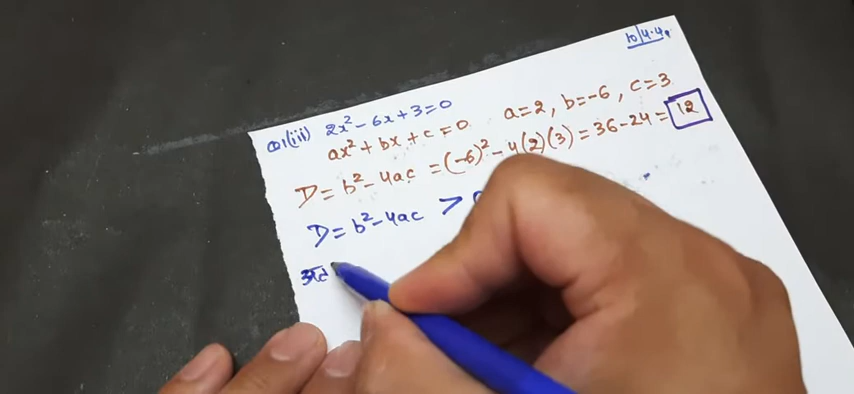 10/4.4.
Q1(iii) 2x² - 6x + 3 = 0
ax² + bx + c = 0 a=2, b=-6, c=3
D = b² - 4ac = (-6)² - 4(2)(3) = 36 - 24 = 12
D = b² - 4ac >